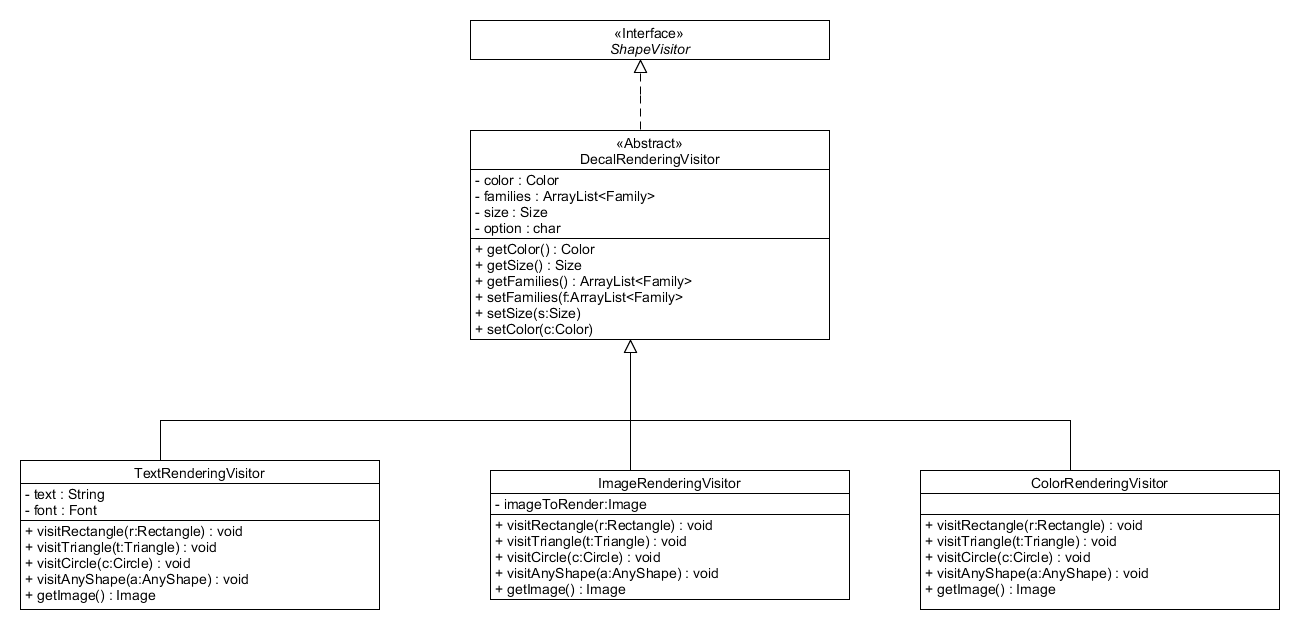 «Interface»
ShapeVisitor
«Abstract»
DecalRenderingVisitor
- color : Color
- families : ArrayList<Family>
- size : Size
- option : char
+ getColor() : Color
+ getSize() : Size
+ getFamilies() : ArrayList<Family>
+ setFamilies(f:ArrayList<Family>
+ setSize(s:Size)
+ setColor(c:Color)
TextRenderingVisitor
- text : String
- font : Font
+ visitRectangle(r:Rectangle) : void
+ visitTriangle(t:Triangle) : void
+ visitCircle(c:Circle) : void
+ visitAnyShape(a:AnyShape) : void
+ getImage() : Image
ImageRenderingVisitor
- imageToRender:Image
+ visitRectangle(r:Rectangle) : void
+ visitTriangle(t:Triangle) : void
+ visitCircle(c:Circle) : void
+ visitAnyShape(a:AnyShape) : void
+ getImage() : Image
ColorRenderingVisitor
+ visitRectangle(r:Rectangle) : void
+ visitTriangle(t:Triangle) : void
+ visitCircle(c:Circle) : void
+ visitAnyShape(a:AnyShape) : void
+ getImage() : Image